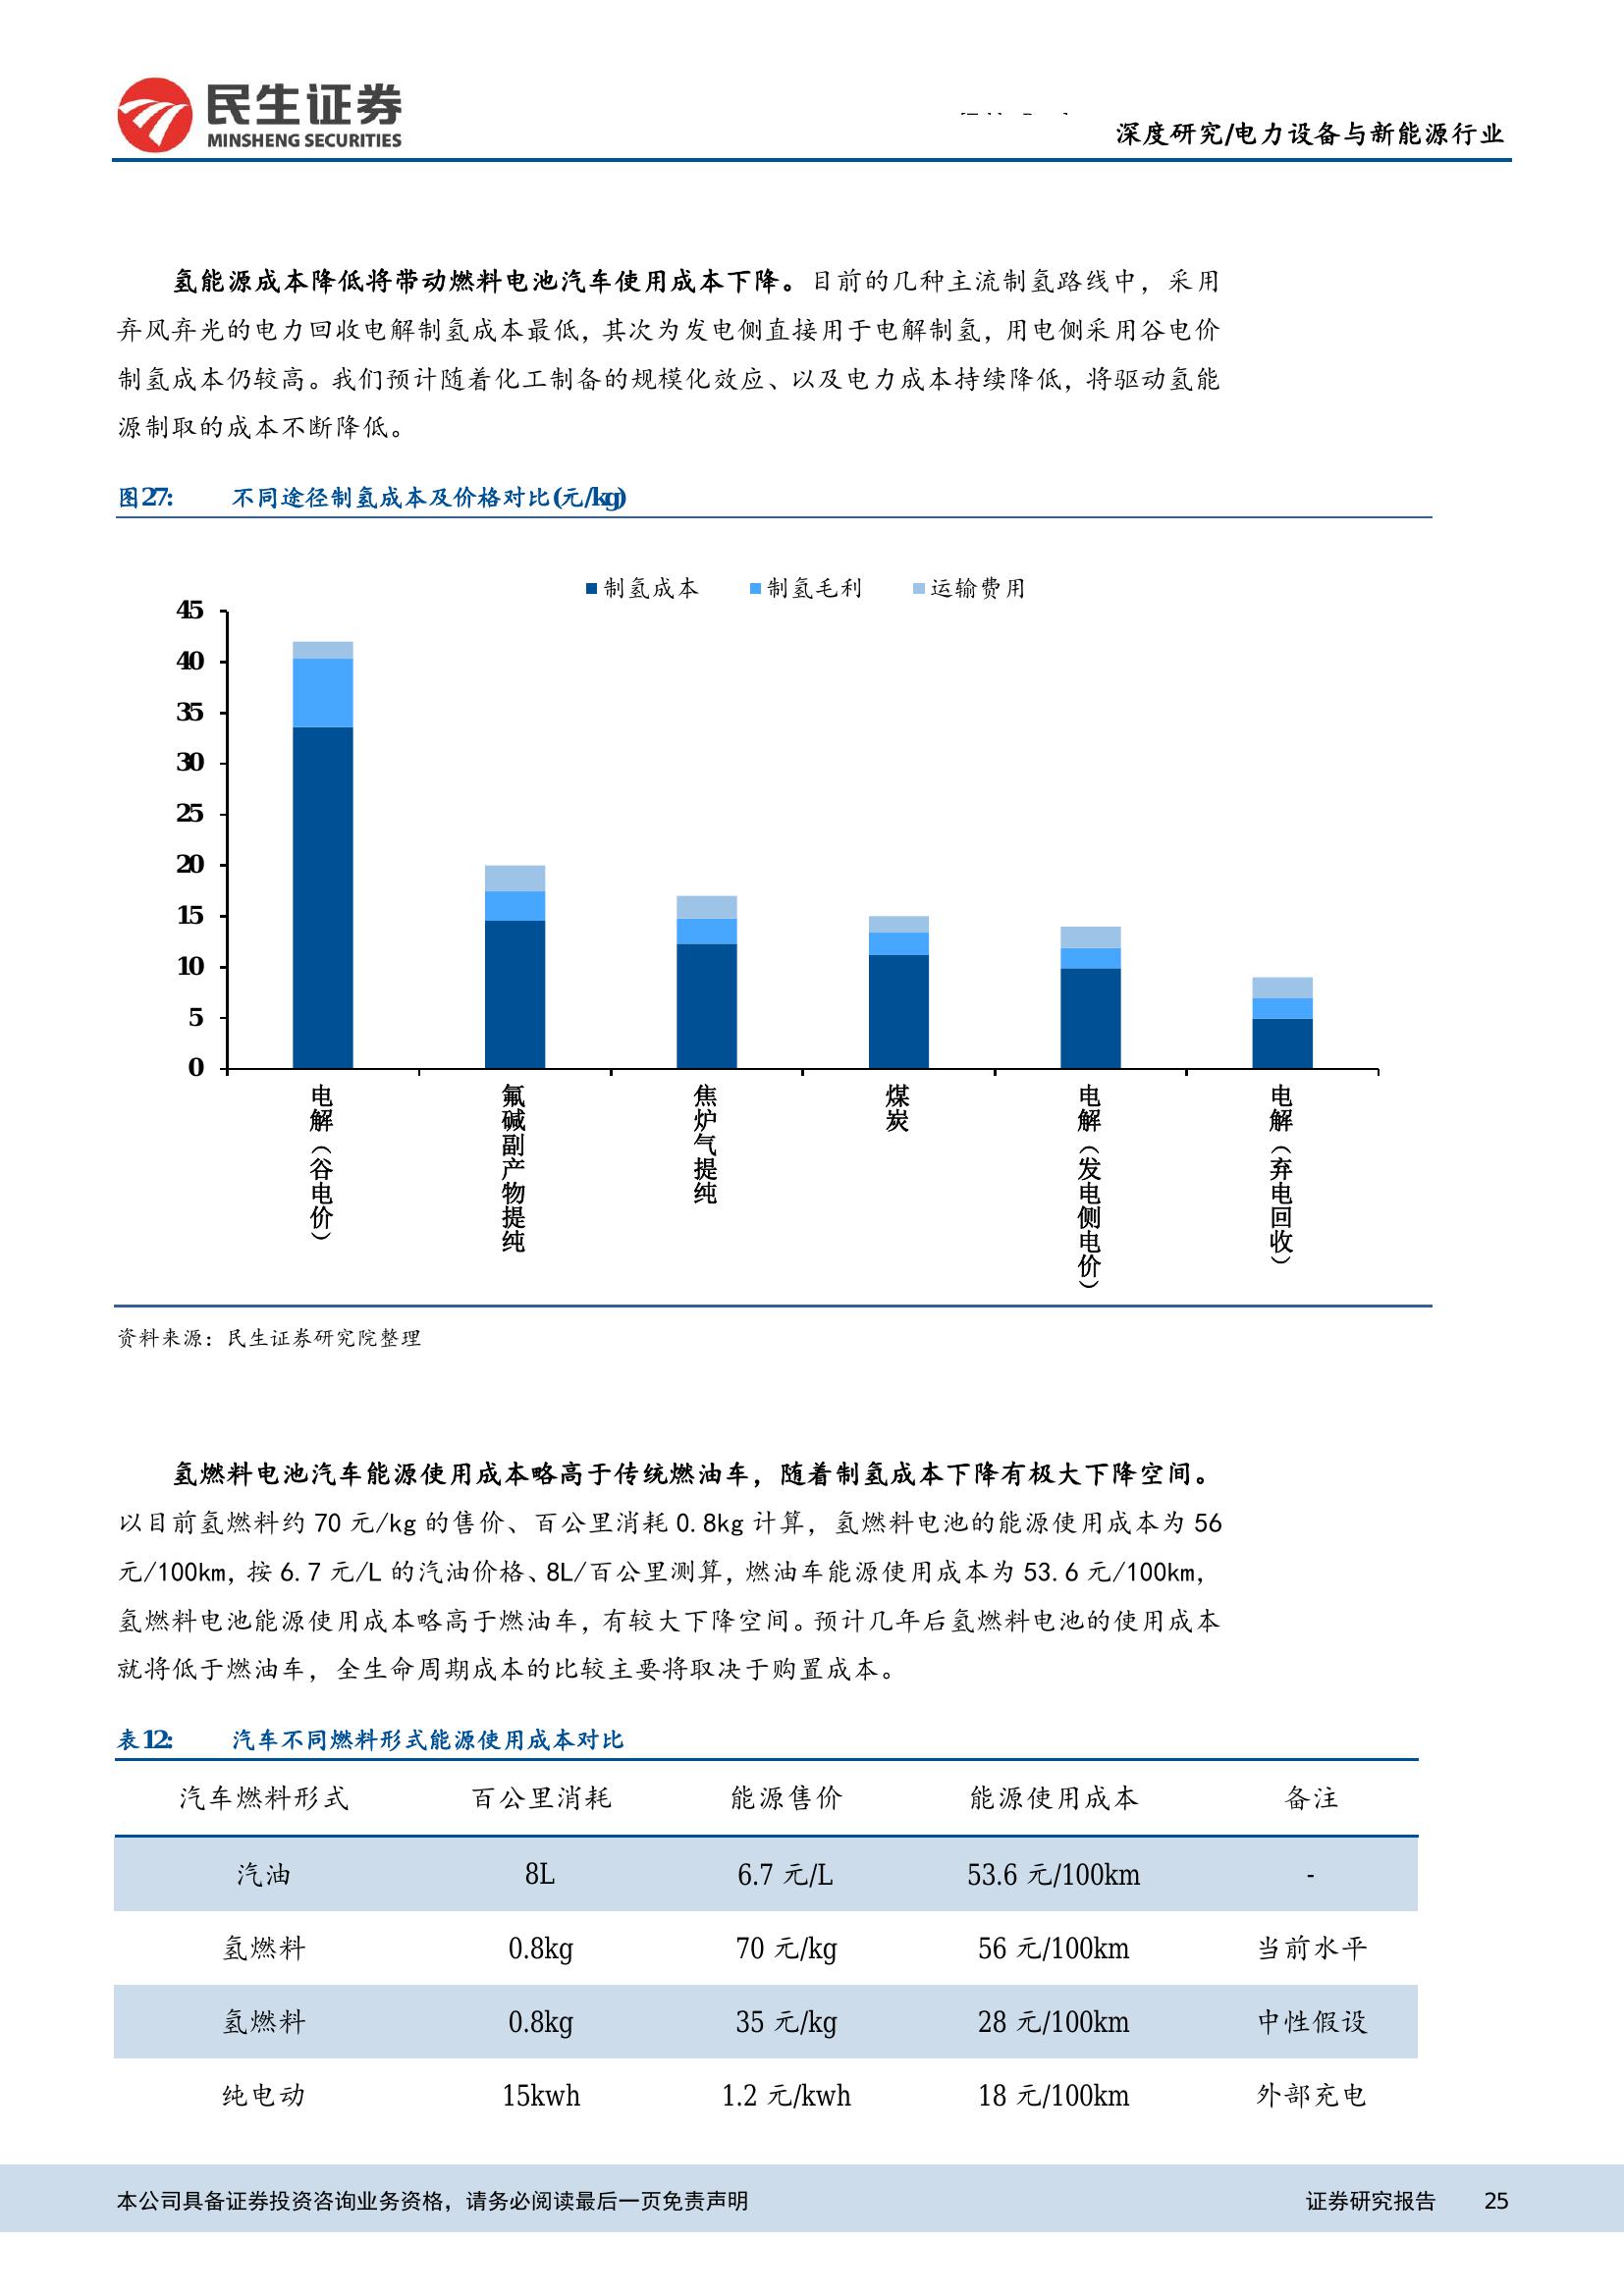 民生证券
MINSHENG SECURITIES
深度研究/电力设备与新能源行业
氢能源成本降低将带动燃料电池汽车使用成本下降。目前的几种主流制氢路线中，采用
弃风弃光的电力回收电解制氢成本最低，其次为发电侧直接用于电解制氢，用电侧采用谷电价
制氢成本仍较高。我们预计随着化工制备的规模化效应、以及电力成本持续降低，将驱动氢能
源制取的成本不断降低。
图27: 不同途径制氢成本及价格对比(元/kg)
制氢成本 制氢毛利 运输费用
45
40
35
30
25
20
15
10
5
0
电解（谷电价）
氟碱副产物提纯
焦炉气提纯
煤炭
电解（发电侧电价）
电解（弃电回收）
资料来源：民生证券研究院整理
氢燃料电池汽车能源使用成本略高于传统燃油车，随着制氢成本下降有极大下降空间。
以目前氢燃料约 70 元/kg 的售价、百公里消耗 0.8kg 计算，氢燃料电池的能源使用成本为 56
元/100km，按 6.7 元/L 的汽油价格、8L/百公里测算，燃油车能源使用成本为 53.6 元/100km，
氢燃料电池能源使用成本略高于燃油车，有较大下降空间。预计几年后氢燃料电池的使用成本
就将低于燃油车，全生命周期成本的比较主要将取决于购置成本。
表12: 汽车不同燃料形式能源使用成本对比
汽车燃料形式 百公里消耗 能源售价 能源使用成本 备注
汽油 8L 6.7 元/L 53.6 元/100km -
氢燃料 0.8kg 70 元/kg 56 元/100km 当前水平
氢燃料 0.8kg 35 元/kg 28 元/100km 中性假设
纯电动 15kwh 1.2 元/kwh 18 元/100km 外部充电
本公司具备证券投资咨询业务资格，请务必阅读最后一页免责声明 证券研究报告 25